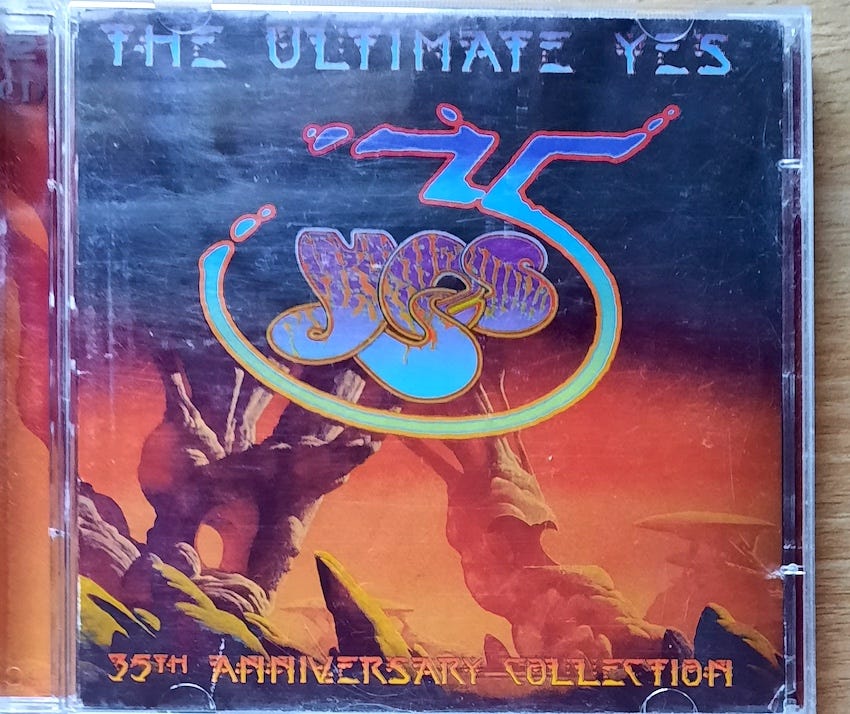 THE ULTIMATE YES
35
YES
35TH ANNIVERSARY COLLECTION